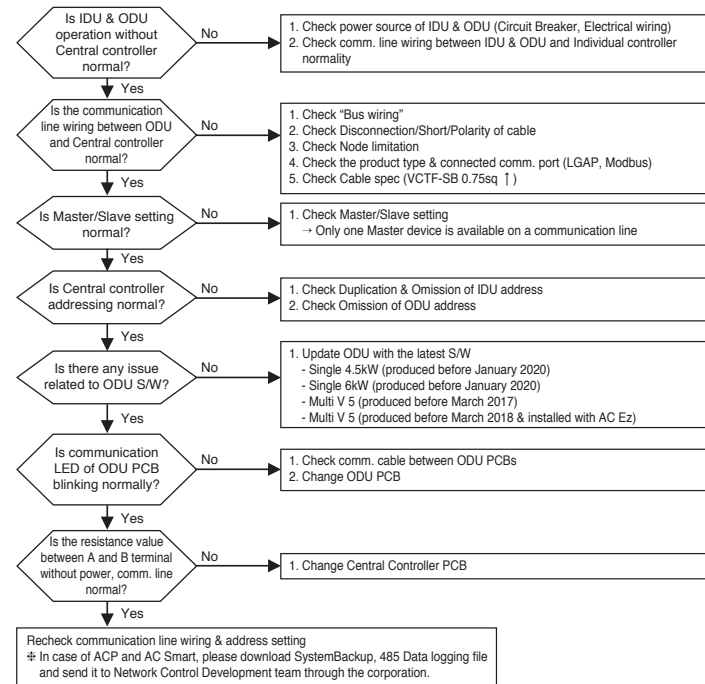 Is IDU & ODU
operation without
Central controller
normal?
No
1. Check power source of IDU & ODU (Circuit Breaker, Electrical wiring)
2. Check comm. line wiring between IDU & ODU and Individual controller
normality
Yes
Is the communication
line wiring between ODU
and Central controller
normal?
No
1. Check “Bus wiring”
2. Check Disconnection/Short/Polarity of cable
3. Check Node limitation
4. Check the product type & connected comm. port (LGAP, Modbus)
5. Check Cable spec (VCTF-SB 0.75sq ↑)
Yes
Is Master/Slave setting
normal?
No
1. Check Master/Slave setting
→ Only one Master device is available on a communication line
Yes
Is Central controller
addressing normal?
No
1. Check Duplication & Omission of IDU address
2. Check Omission of ODU address
Yes
Is there any issue
related to ODU S/W?
No
1. Update ODU with the latest S/W
- Single 4.5kW (produced before January 2020)
- Single 6kW (produced before January 2020)
- Multi V 5 (produced before March 2017)
- Multi V 5 (produced before March 2018 & installed with AC Ez)
Yes
Is communication
LED of ODU PCB
blinking normally?
No
1. Check comm. cable between ODU PCBs
2. Change ODU PCB
Yes
Is the resistance value
between A and B terminal
without power, comm. line
normal?
No
1. Change Central Controller PCB
Yes
Recheck communication line wiring & address setting
❈ In case of ACP and AC Smart, please download SystemBackup, 485 Data logging file
and send it to Network Control Development team through the corporation.